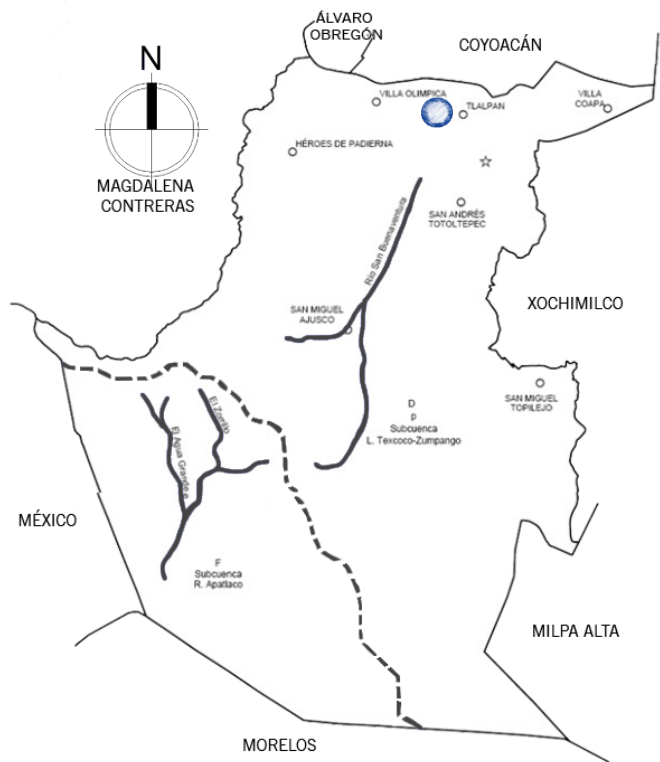 ÁLVARO
OBREGÓN
COYOACÁN
N
VILLA OLIMPICA
TLALPAN
VILLA
COAPA
HÉROES DE PADIERNA
MAGDALENA
CONTRERAS
SAN ANDRÉS
TOTOLTEPEC
Río San Buenaventura
XOCHIMILCO
SAN MIGUEL
AJUSCO
SAN MIGUEL
TOPILEJO
El Zorrillo
D
p
Subcuenca
L. Texcoco-Zumpango
El Agua Grande
MÉXICO
F
Subcuenca
R. Apatlaco
MILPA ALTA
MORELOS